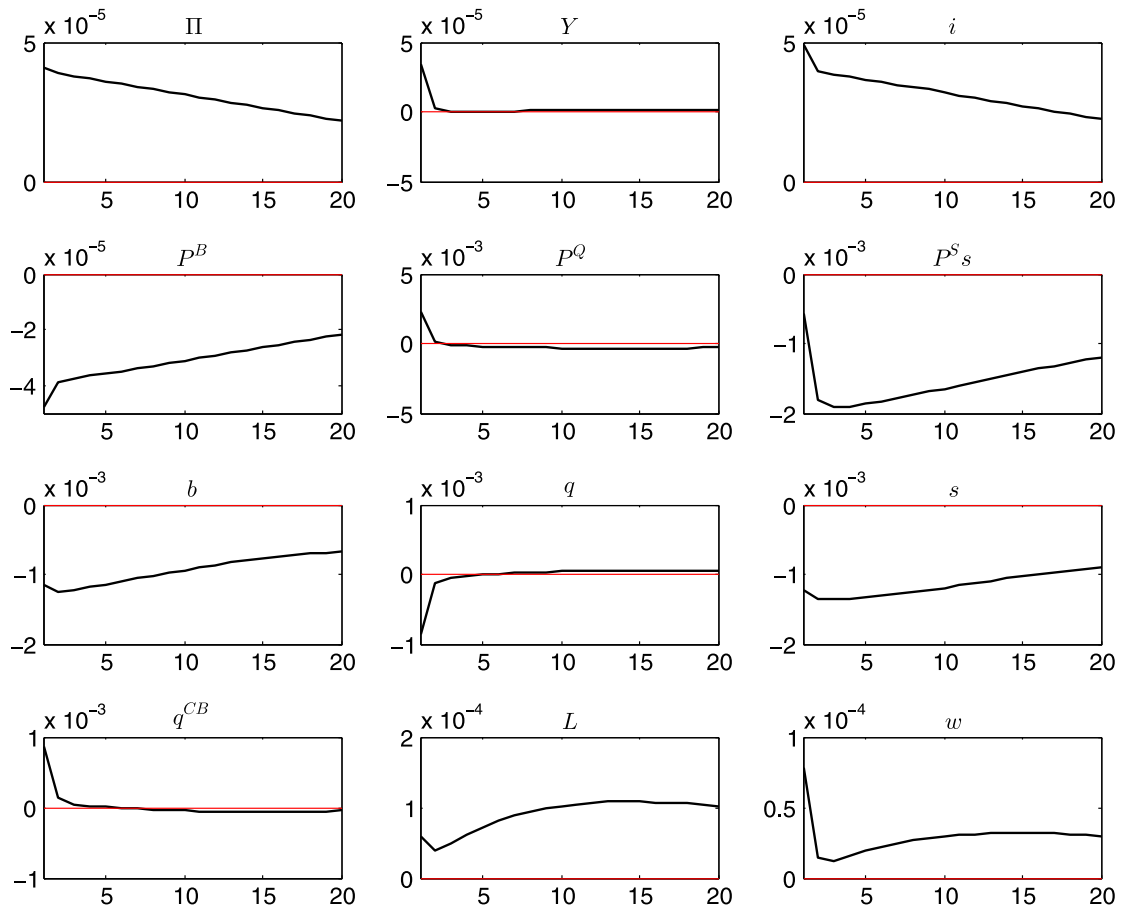 x 10⁻⁵ Π
5
0
5 10 15 20
x 10⁻⁵ Y
5
0
−5
5 10 15 20
x 10⁻⁵ i
5
0
5 10 15 20
x 10⁻⁵ P^B
0
−2
−4
5 10 15 20
x 10⁻³ P^Q
5
0
−5
5 10 15 20
x 10⁻³ P^S s
0
−1
−2
5 10 15 20
x 10⁻³ b
0
−1
−2
5 10 15 20
x 10⁻³ q
1
0
−1
5 10 15 20
x 10⁻³ s
0
−1
−2
5 10 15 20
x 10⁻³ q^{CB}
1
0
−1
5 10 15 20
x 10⁻⁴ L
2
1
0
5 10 15 20
x 10⁻⁴ w
1
0.5
0
5 10 15 20